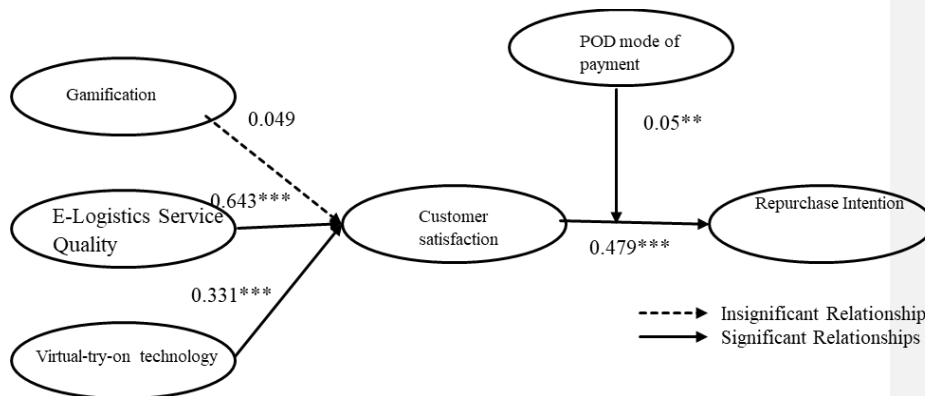 POD mode of
payment
Gamification
0.049
0.05**
0.643***
E-Logistics Service
Quality
Customer
satisfaction
Repurchase Intention
0.479***
0.331***
Virtual-try-on technology
Insignificant Relationship
Significant Relationships